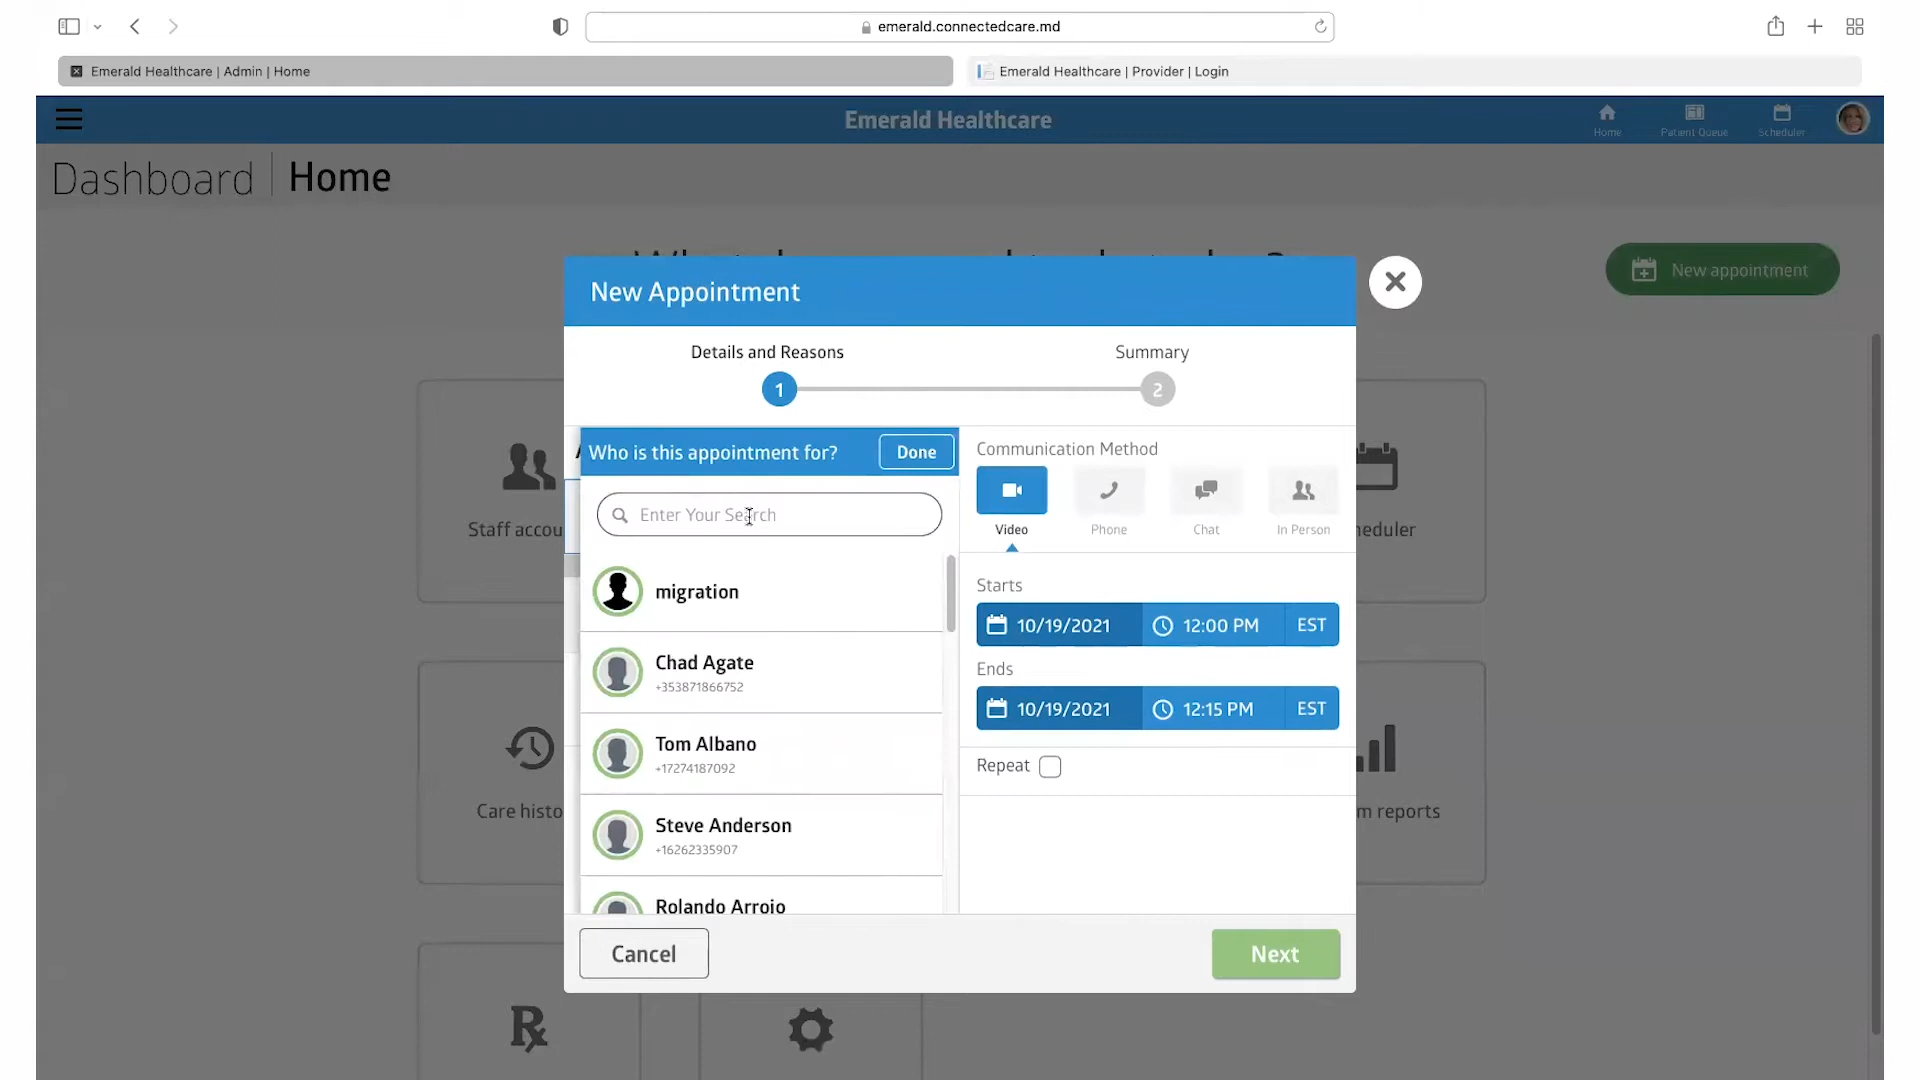 emerald.connectedcare.md
Emerald Healthcare | Admin | Home
Emerald Healthcare | Provider | Login
Emerald Healthcare
Home
Patient Queue
Scheduler
Dashboard | Home
New appointment
New Appointment
Details and Reasons
Summary
1
2
Who is this appointment for?
Done
Enter Your Search
migration
Chad Agate
+353871866752
Tom Albano
+17274187092
Steve Anderson
+16262335907
Rolando Arroio
Communication Method
Video
Phone
Chat
In Person
Starts
10/19/2021 12:00 PM EST
Ends
10/19/2021 12:15 PM EST
Repeat
Cancel
Next
Staff accou
heduler
Care histo
m reports